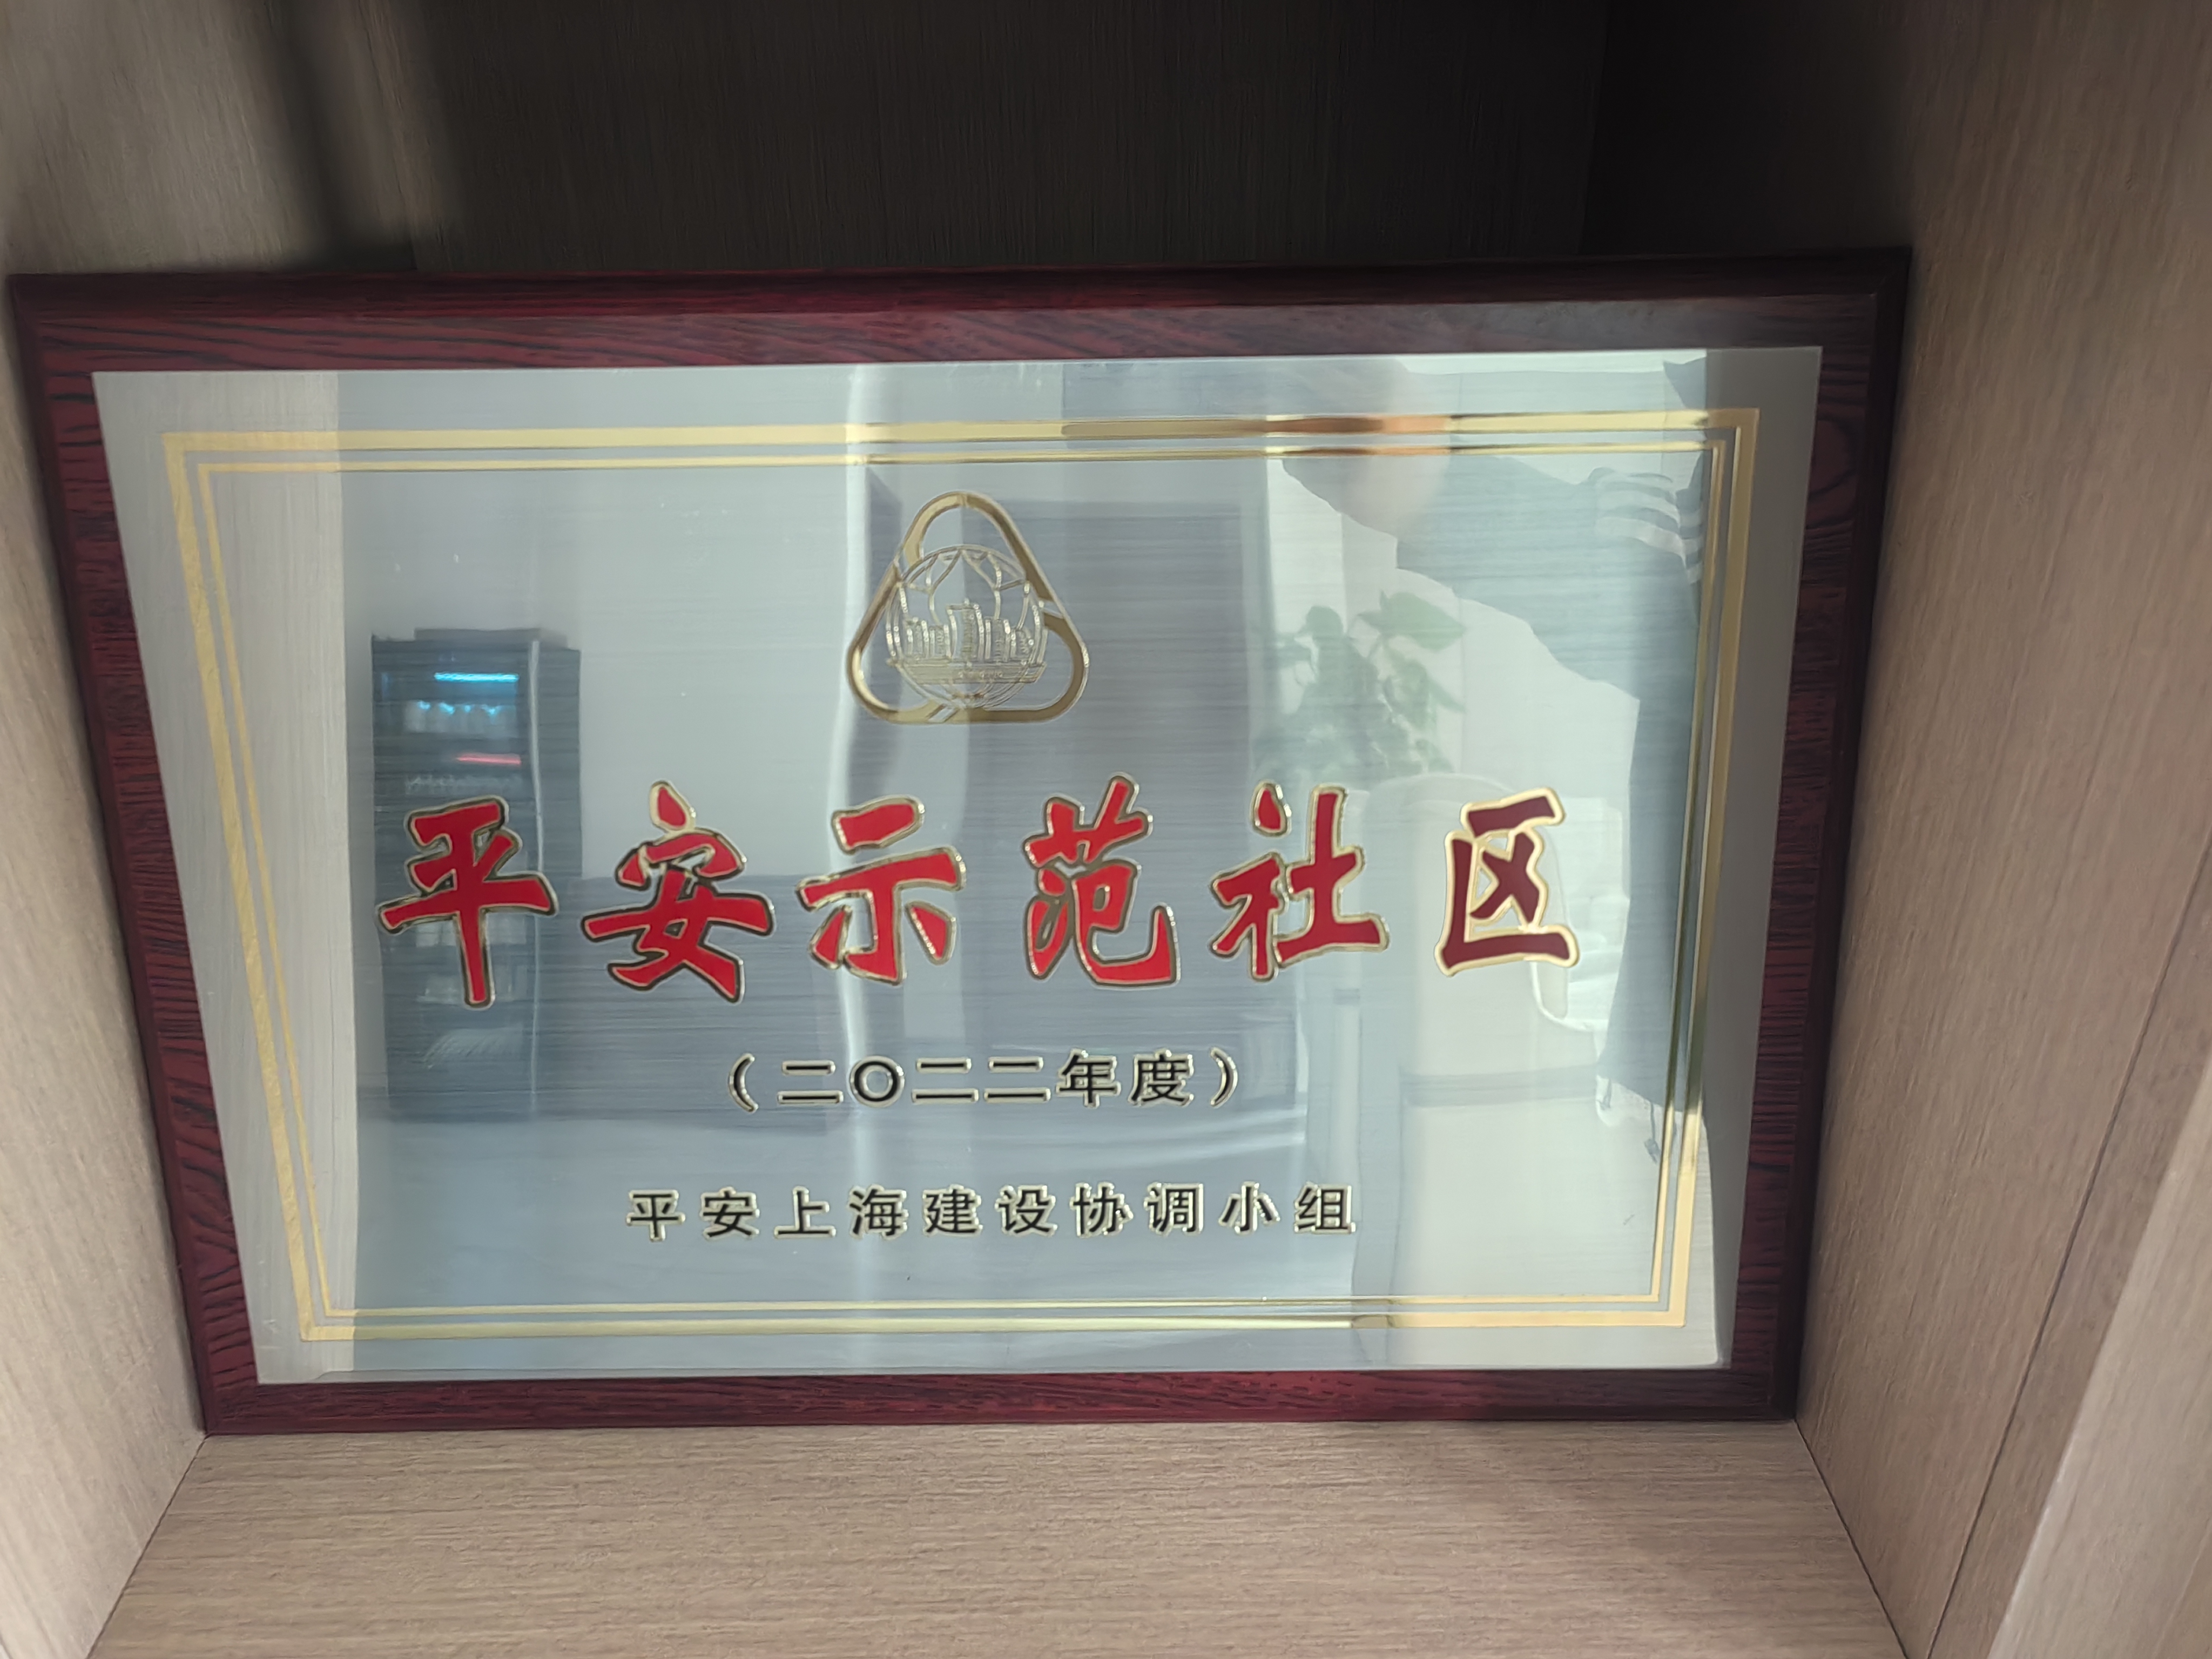 平安示范社区
（二〇二二年度）
平安上海建设协调小组